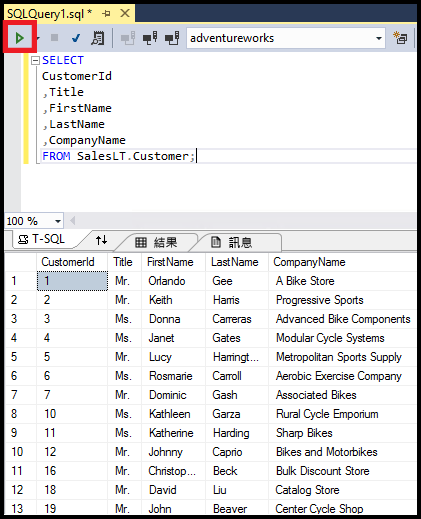 SQLQuery1.sql *
adventureworks
SELECT
CustomerId
,Title
,FirstName
,LastName
,CompanyName
FROM SalesLT.Customer;
100 %
T-SQL 結果 訊息
CustomerId Title FirstName LastName CompanyName
1 1 Mr. Orlando Gee A Bike Store
2 2 Mr. Keith Harris Progressive Sports
3 3 Ms. Donna Carreras Advanced Bike Components
4 4 Ms. Janet Gates Modular Cycle Systems
5 5 Mr. Lucy Harringt... Metropolitan Sports Supply
6 6 Ms. Rosmarie Carroll Aerobic Exercise Company
7 7 Mr. Dominic Gash Associated Bikes
8 10 Ms. Kathleen Garza Rural Cycle Emporium
9 11 Ms. Katherine Harding Sharp Bikes
10 12 Mr. Johnny Caprio Bikes and Motorbikes
11 16 Mr. Christop... Beck Bulk Discount Store
12 18 Mr. David Liu Catalog Store
13 19 Mr. John Beaver Center Cycle Shop